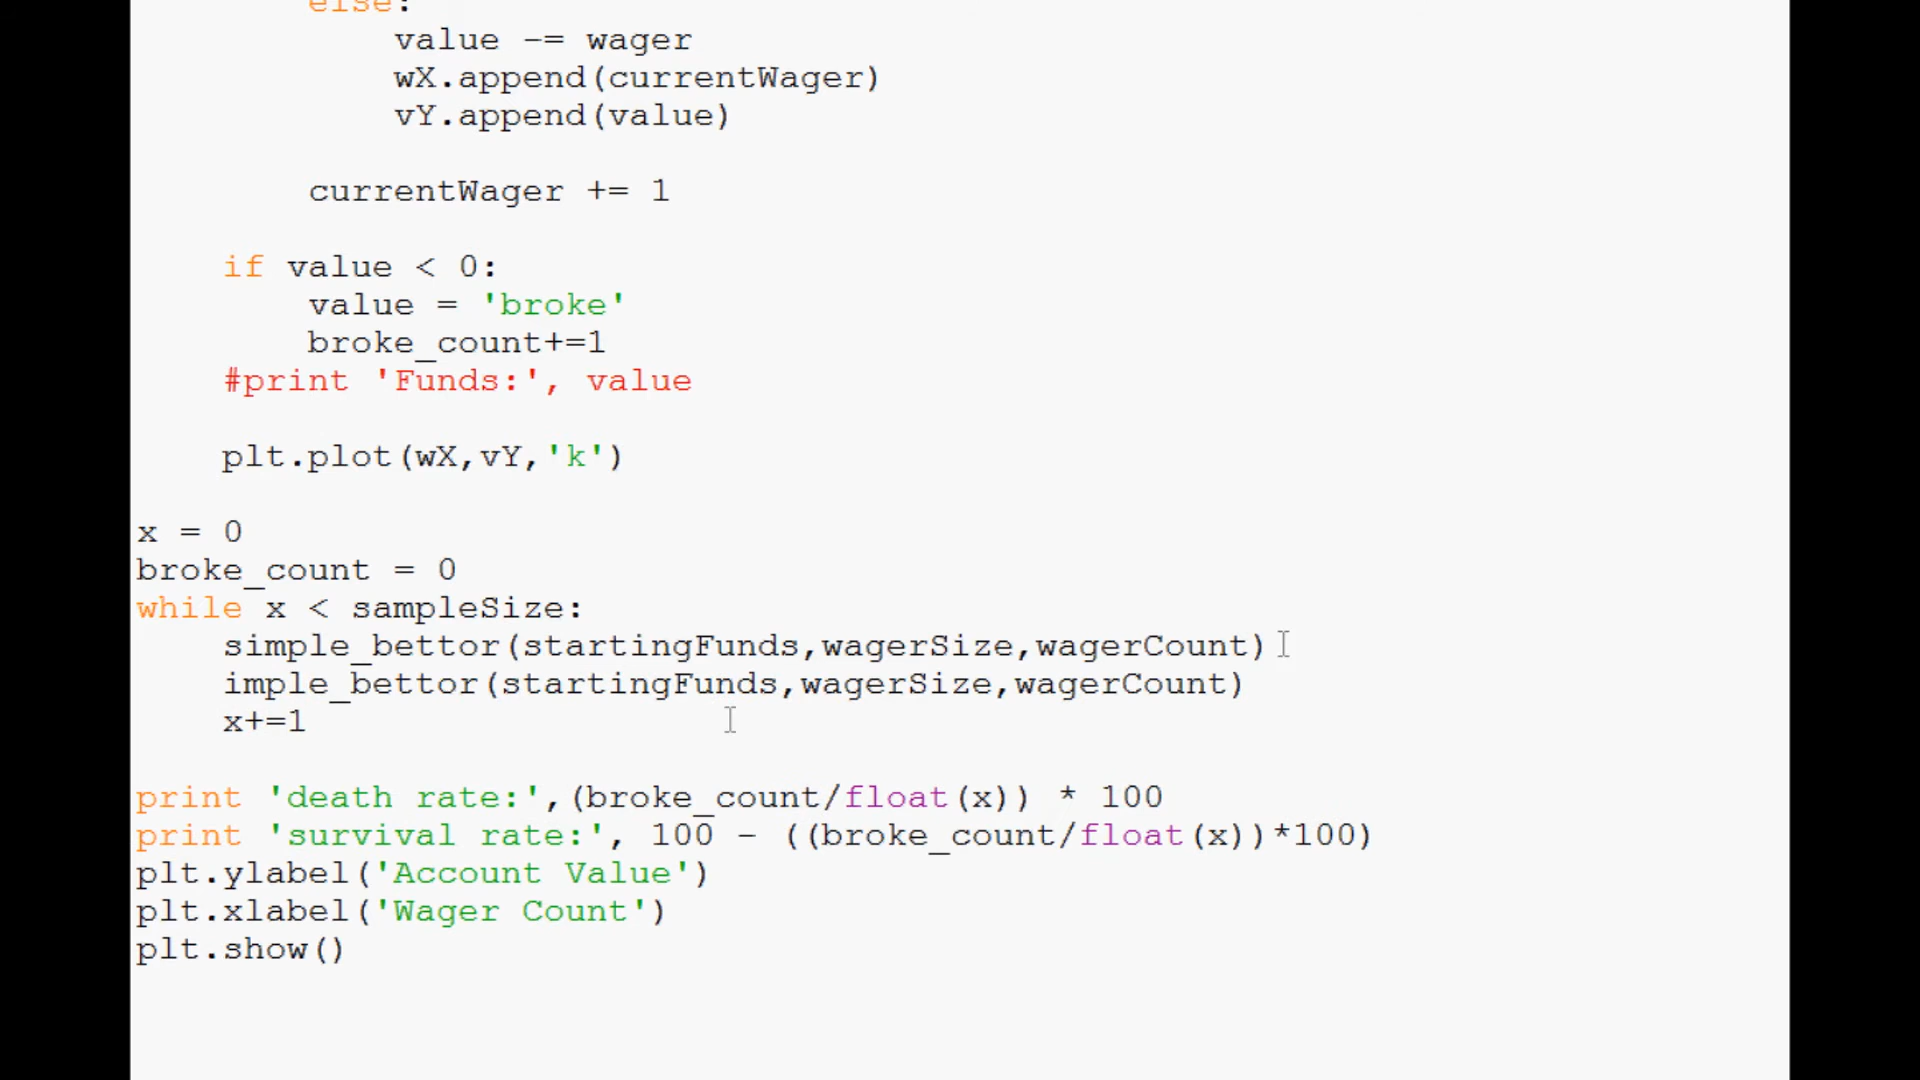 else:
value -= wager
wX.append(currentWager)
vY.append(value)
currentWager += 1
if value < 0:
value = 'broke'
broke_count+=1
#print 'Funds:', value
plt.plot(wX,vY,'k')
x = 0
broke_count = 0
while x < sampleSize:
simple_bettor(startingFunds,wagerSize,wagerCount)
imple_bettor(startingFunds,wagerSize,wagerCount)
x+=1
print 'death rate:',(broke_count/float(x)) * 100
print 'survival rate:', 100 - ((broke_count/float(x))*100)
plt.ylabel('Account Value')
plt.xlabel('Wager Count')
plt.show()